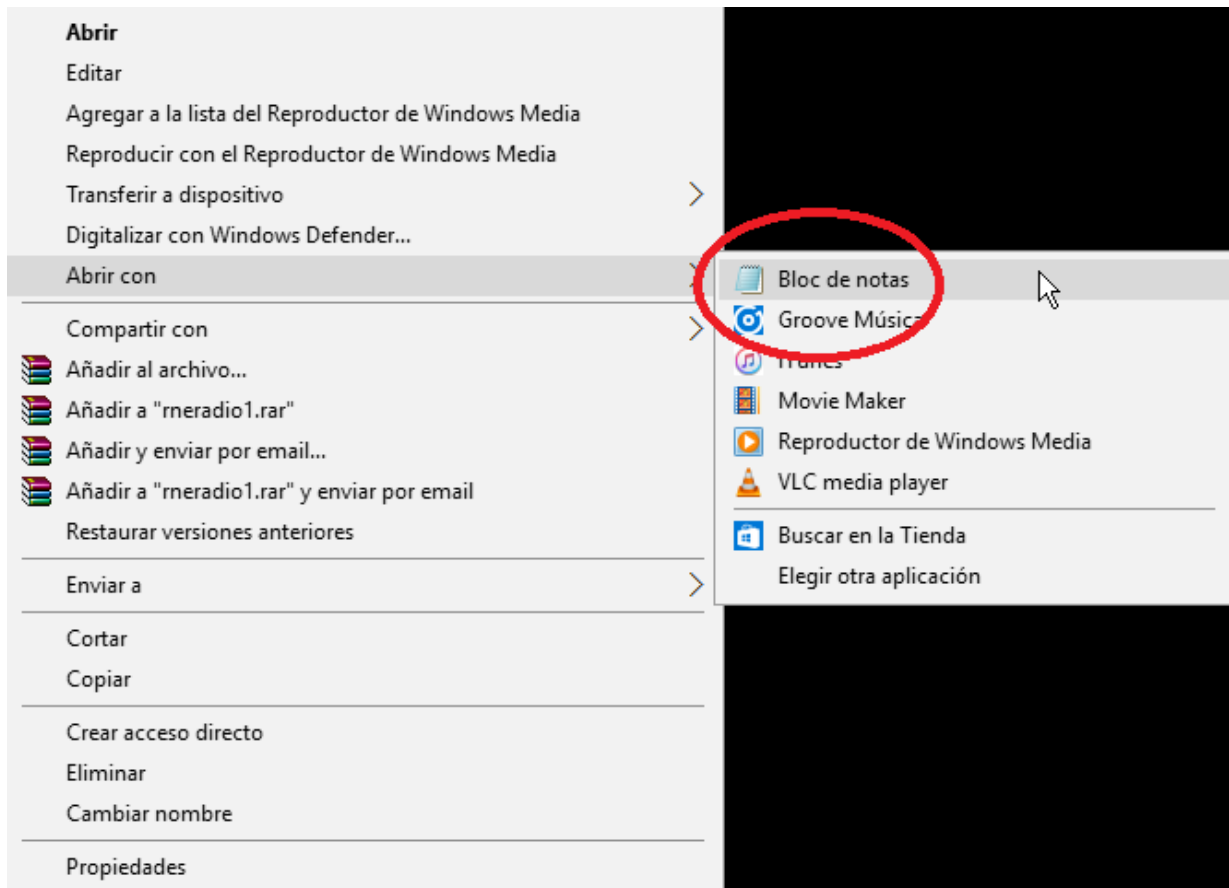 Abrir
Editar
Agregar a la lista del Reproductor de Windows Media
Reproducir con el Reproductor de Windows Media
Transferir a dispositivo
Digitalizar con Windows Defender...
Abrir con
Compartir con
Añadir al archivo...
Añadir a "rneradio1.rar"
Añadir y enviar por email...
Añadir a "rneradio1.rar" y enviar por email
Restaurar versiones anteriores
Enviar a
Cortar
Copiar
Crear acceso directo
Eliminar
Cambiar nombre
Propiedades
Bloc de notas
Groove Música
iTunes
Movie Maker
Reproductor de Windows Media
VLC media player
Buscar en la Tienda
Elegir otra aplicación